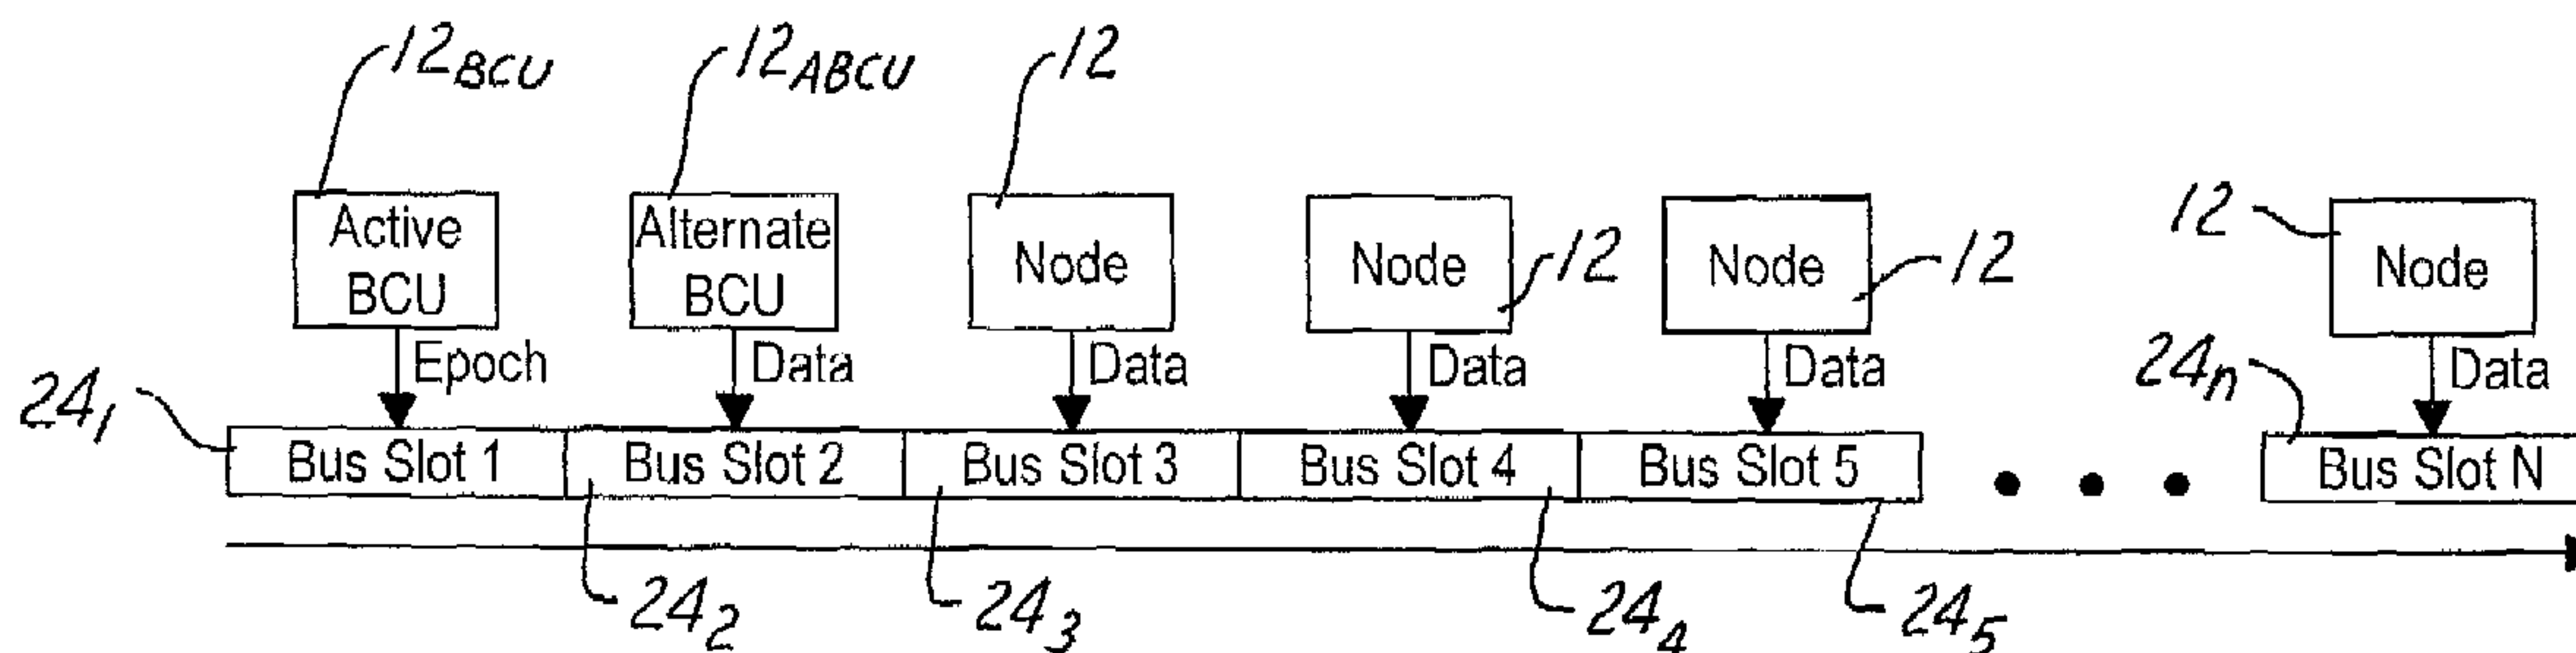 12BCU 12ABCU 12
Active BCU Alternate BCU Node Node 12 Node 12 12 Node
Epoch Data Data Data Data Data
241 24n
Bus Slot 1 Bus Slot 2 Bus Slot 3 Bus Slot 4 Bus Slot 5 Bus Slot N
242 243 244 245